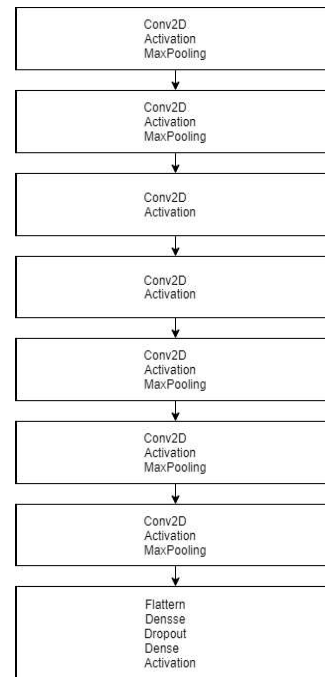 Conv2D
Activation
MaxPooling
Conv2D
Activation
MaxPooling
Conv2D
Activation
Conv2D
Activation
Conv2D
Activation
MaxPooling
Conv2D
Activation
MaxPooling
Conv2D
Activation
MaxPooling
Flattern
Densse
Dropout
Dense
Activation